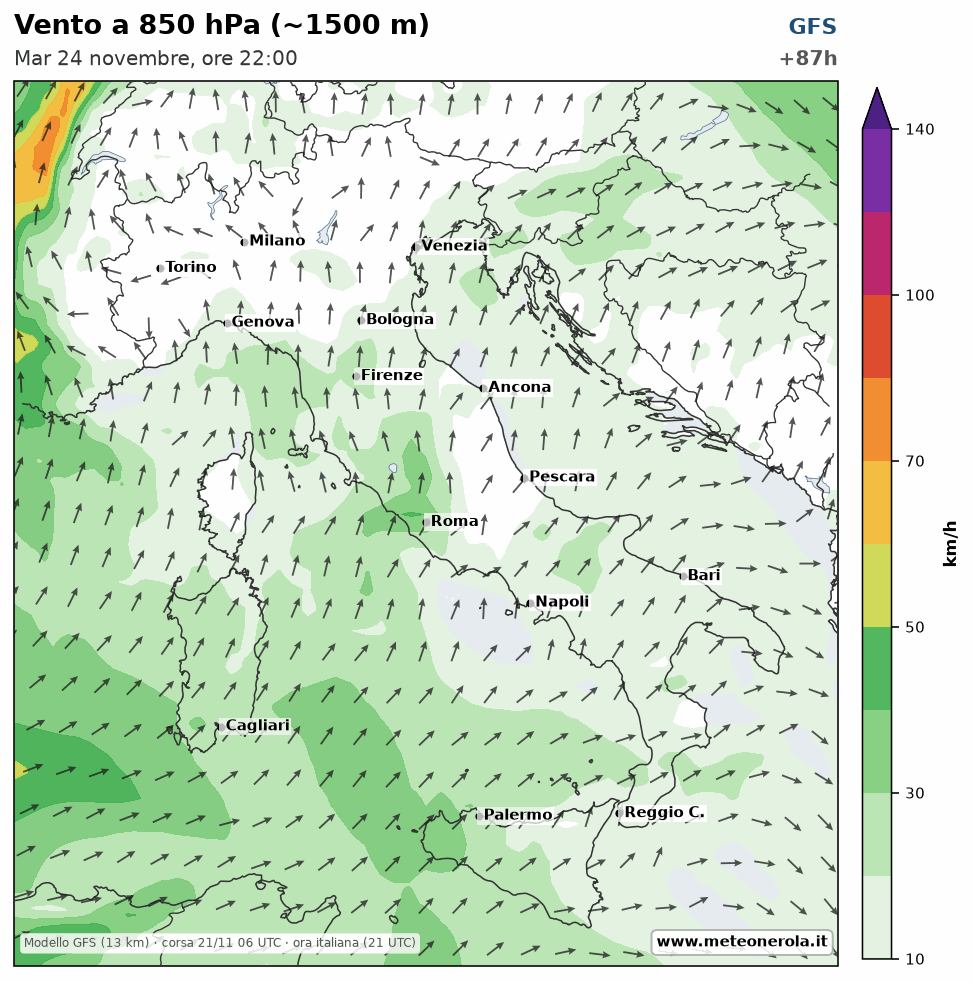 Vento a 850 hPa (~1500 m)
GFS
Mar 24 novembre, ore 22:00
+87h
140
100
70
50
30
10
km/h
Milano
Venezia
Torino
Genova
Bologna
Firenze
Ancona
Pescara
Roma
Bari
Napoli
Cagliari
Palermo
Reggio C.
Modello GFS (13 km) · corsa 21/11 06 UTC · ora italiana (21 UTC)
www.meteonerola.it